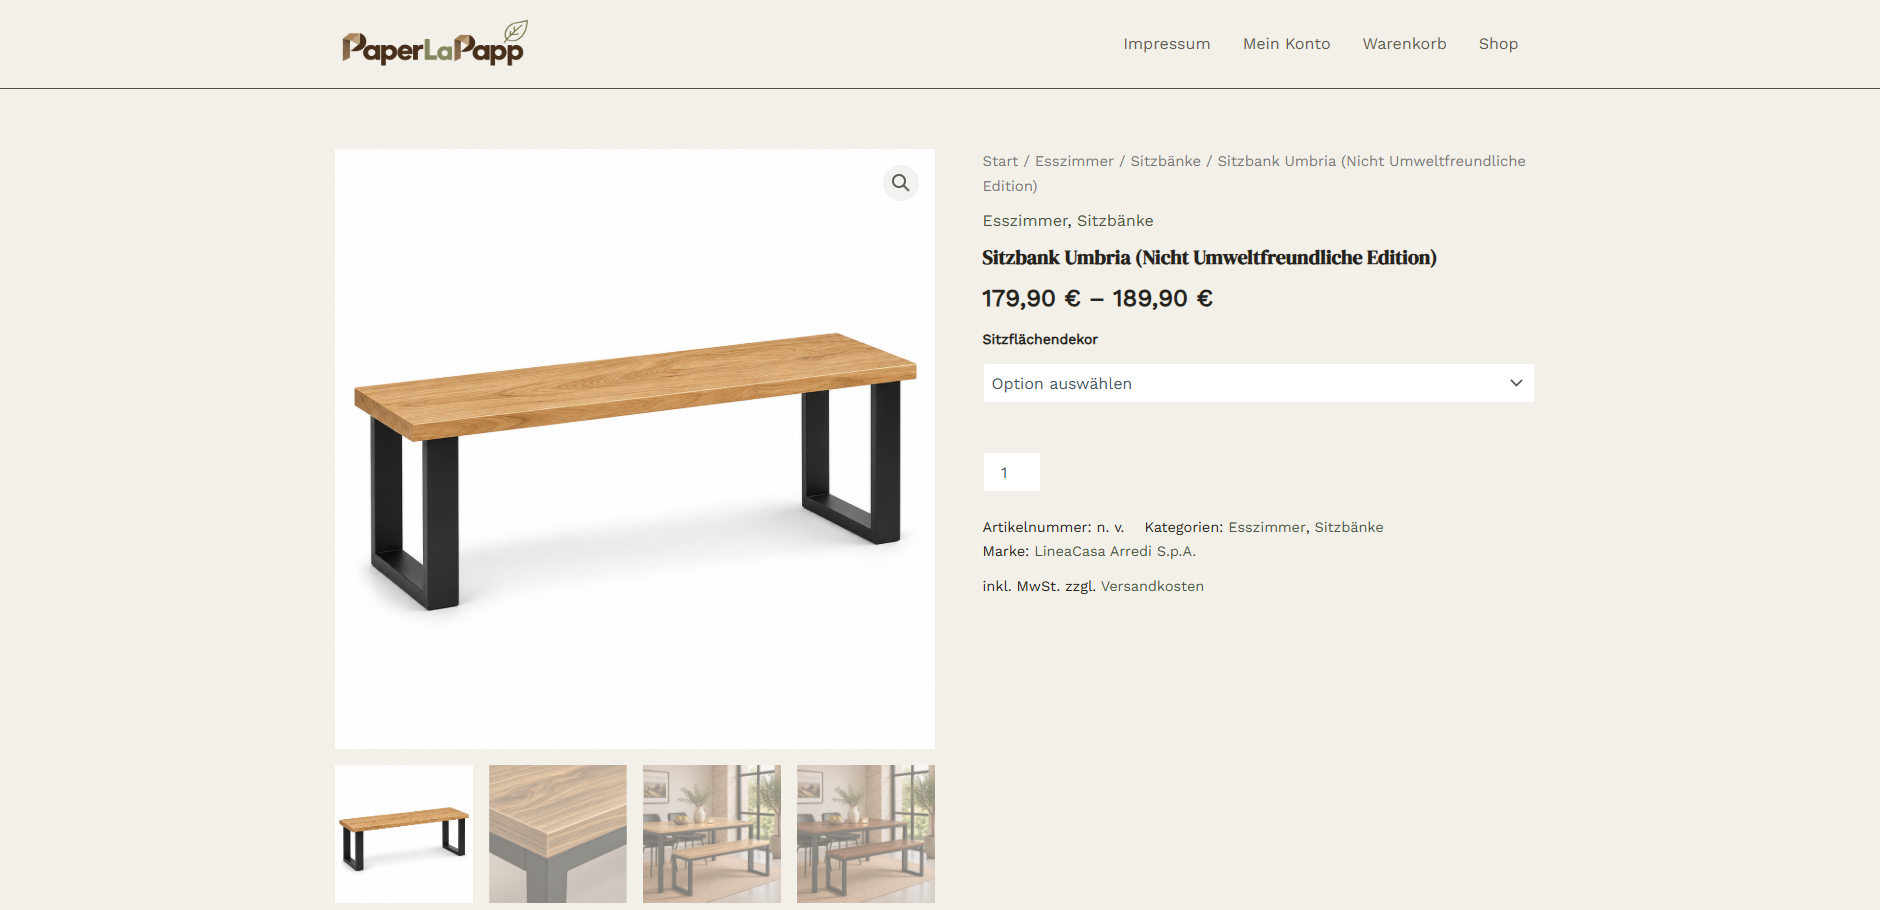 PaperLaPapp
Impressum Mein Konto Warenkorb Shop
Start / Esszimmer / Sitzbänke / Sitzbank Umbria (Nicht Umweltfreundliche
Edition)
Esszimmer, Sitzbänke
Sitzbank Umbria (Nicht Umweltfreundliche Edition)
179,90 € – 189,90 €
Sitzflächendekor
Option auswählen
1
Artikelnummer: n. v. Kategorien: Esszimmer, Sitzbänke
Marke: LineaCasa Arredi S.p.A.
inkl. MwSt. zzgl. Versandkosten